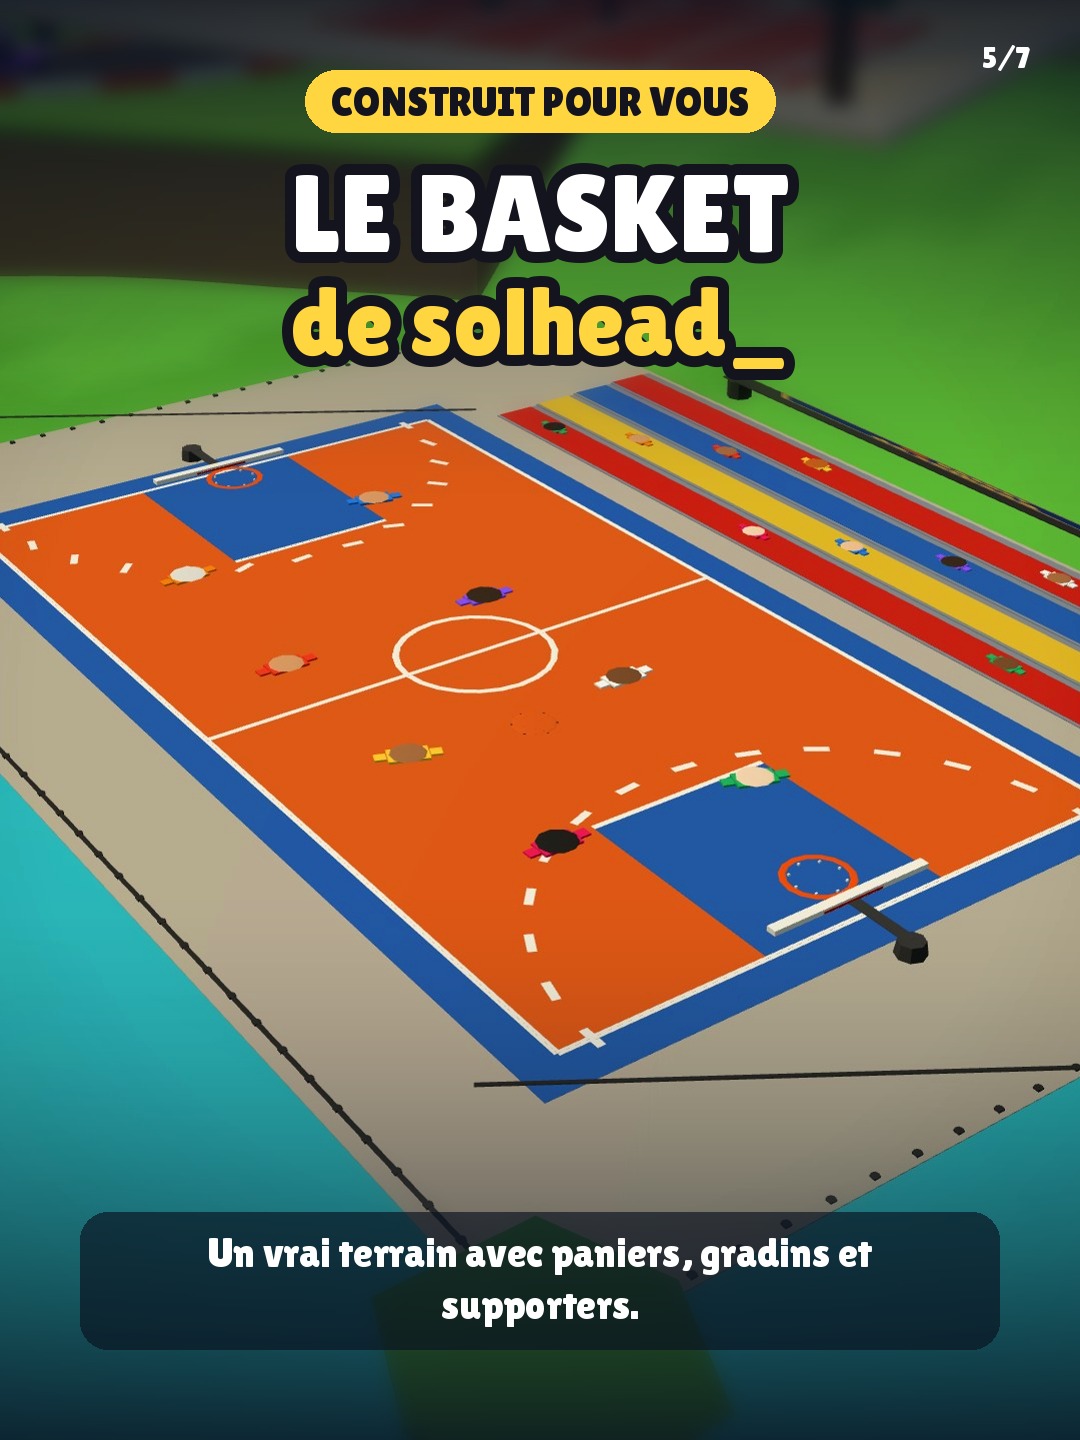 5/7
CONSTRUIT POUR VOUS
LE BASKET
de solhead_
Un vrai terrain avec paniers, gradins et
supporters.